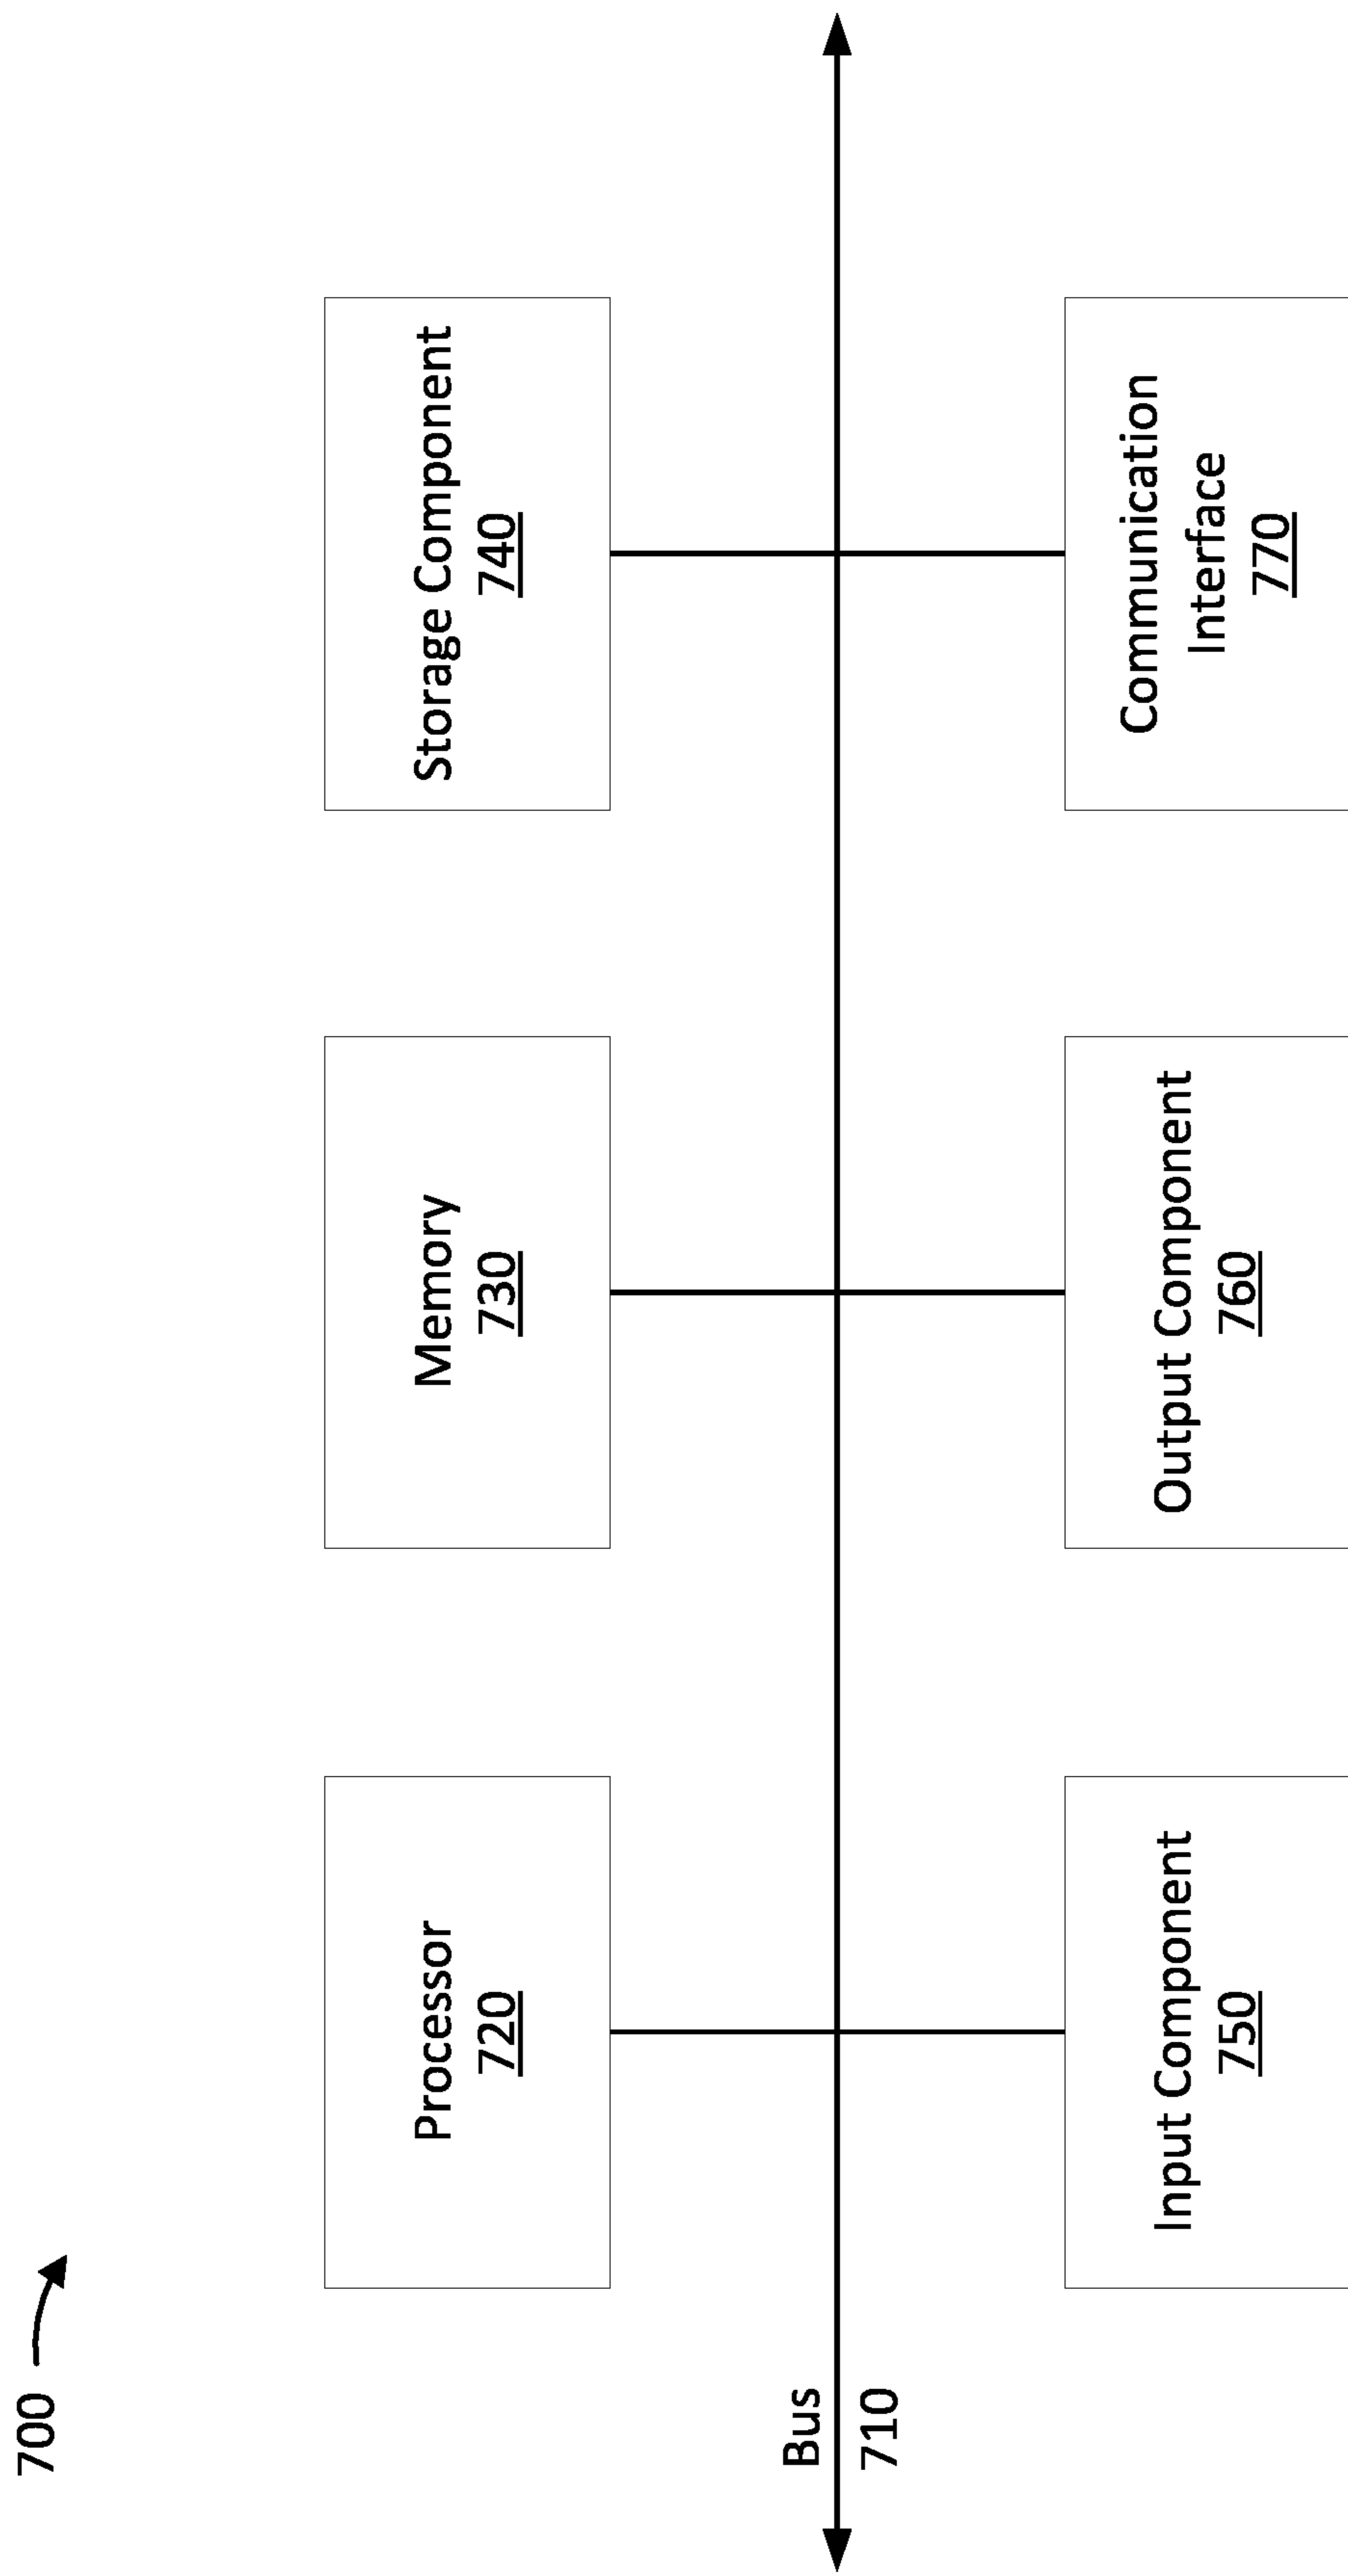 700
Processor
720
Memory
730
Storage Component
740
Bus
710
Input Component
750
Output Component
760
Communication
Interface
770